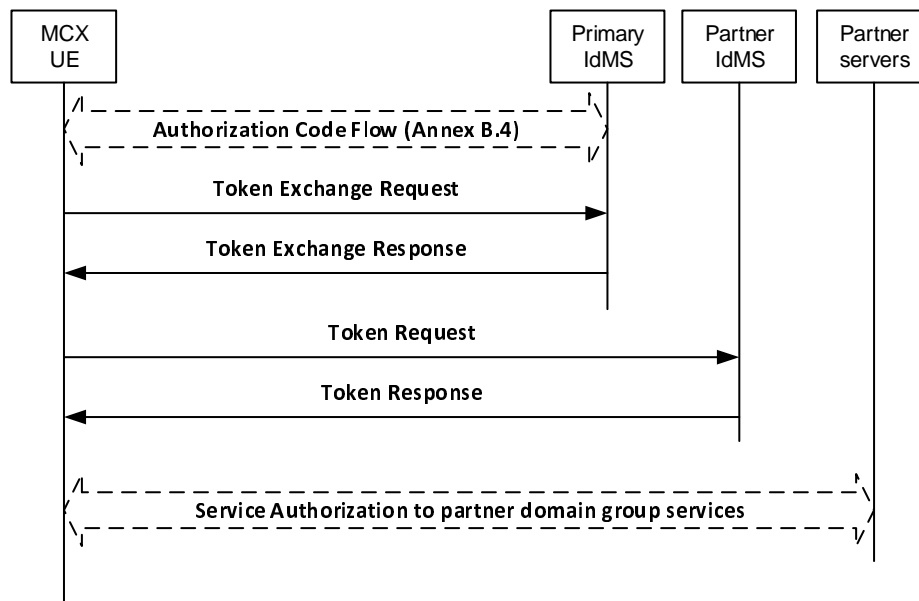 MCX
UE
Primary
IdMS
Partner
IdMS
Partner
servers
Authorization Code Flow (Annex B.4)
Token Exchange Request
Token Exchange Response
Token Request
Token Response
Service Authorization to partner domain group services